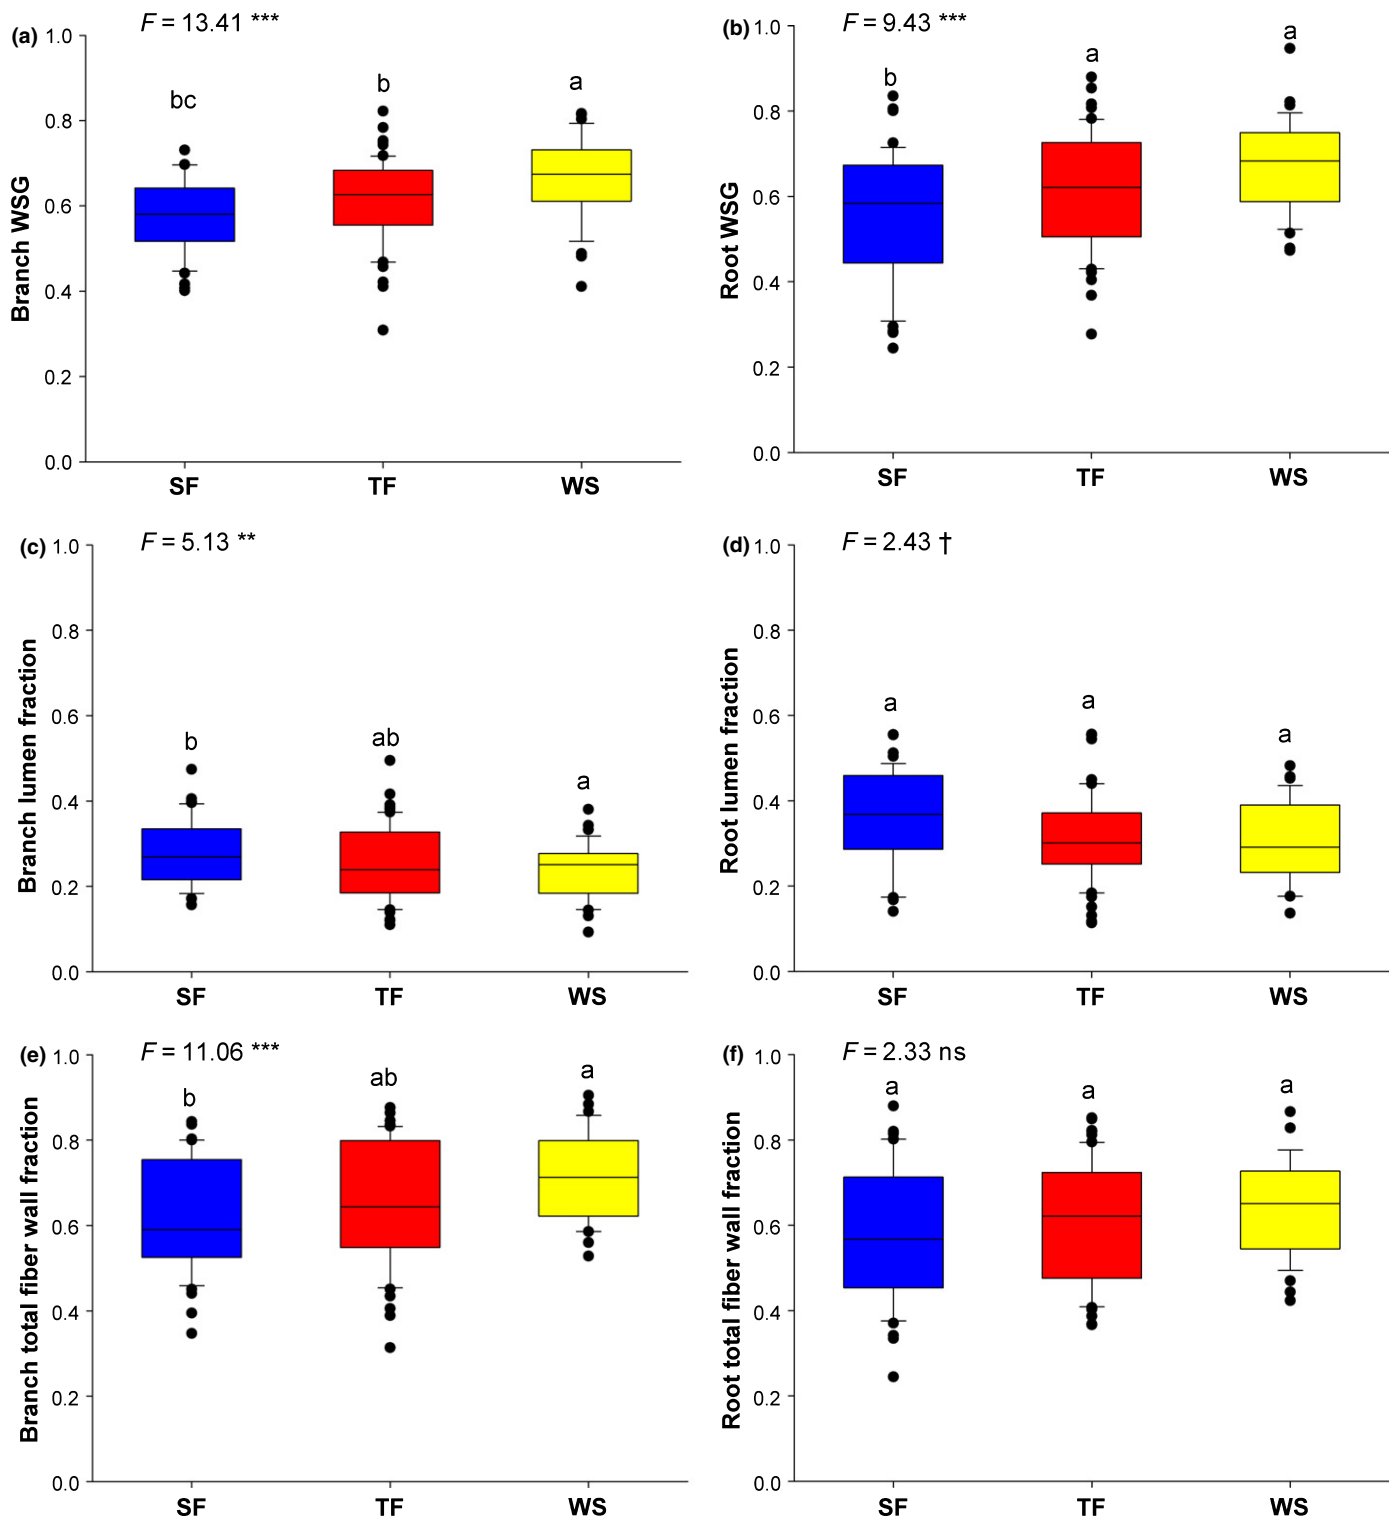 (a) F = 13.41 ***
Branch WSG
1.0
0.8
0.6
0.4
0.2
0.0
bc
b
a
SF TF WS
(b) F = 9.43 ***
Root WSG
1.0
0.8
0.6
0.4
0.2
0.0
b
a
a
SF TF WS
(c) F = 5.13 **
Branch lumen fraction
1.0
0.8
0.6
0.4
0.2
0.0
b
ab
a
SF TF WS
(d) F = 2.43 †
Root lumen fraction
1.0
0.8
0.6
0.4
0.2
0.0
a
a
a
SF TF WS
(e) F = 11.06 ***
Branch total fiber wall fraction
1.0
0.8
0.6
0.4
0.2
0.0
b
ab
a
SF TF WS
(f) F = 2.33 ns
Root total fiber wall fraction
1.0
0.8
0.6
0.4
0.2
0.0
a
a
a
SF TF WS